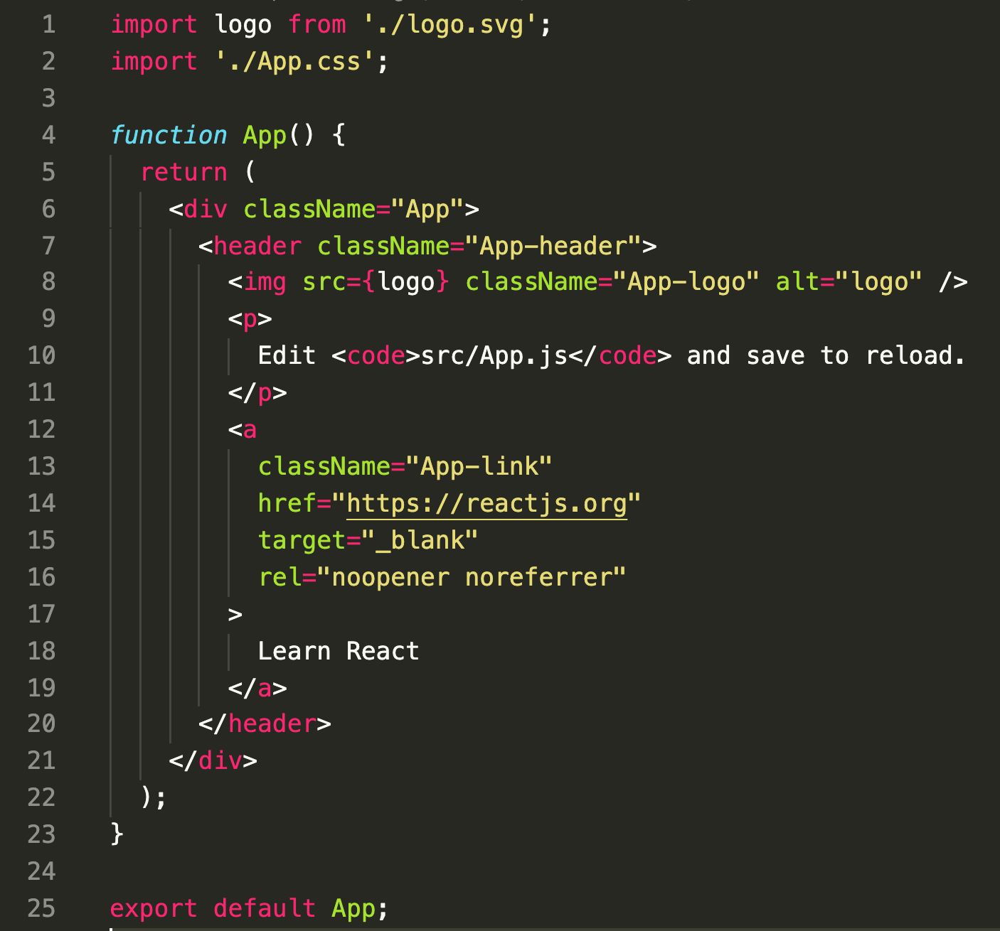 1 import logo from './logo.svg';
2 import './App.css';
3
4 function App() {
5   return (
6     <div className="App">
7       <header className="App-header">
8         <img src={logo} className="App-logo" alt="logo" />
9         <p>
10           Edit <code>src/App.js</code> and save to reload.
11         </p>
12         <a
13           className="App-link"
14           href="https://reactjs.org"
15           target="_blank"
16           rel="noopener noreferrer"
17         >
18           Learn React
19         </a>
20       </header>
21     </div>
22   );
23 }
24
25 export default App;